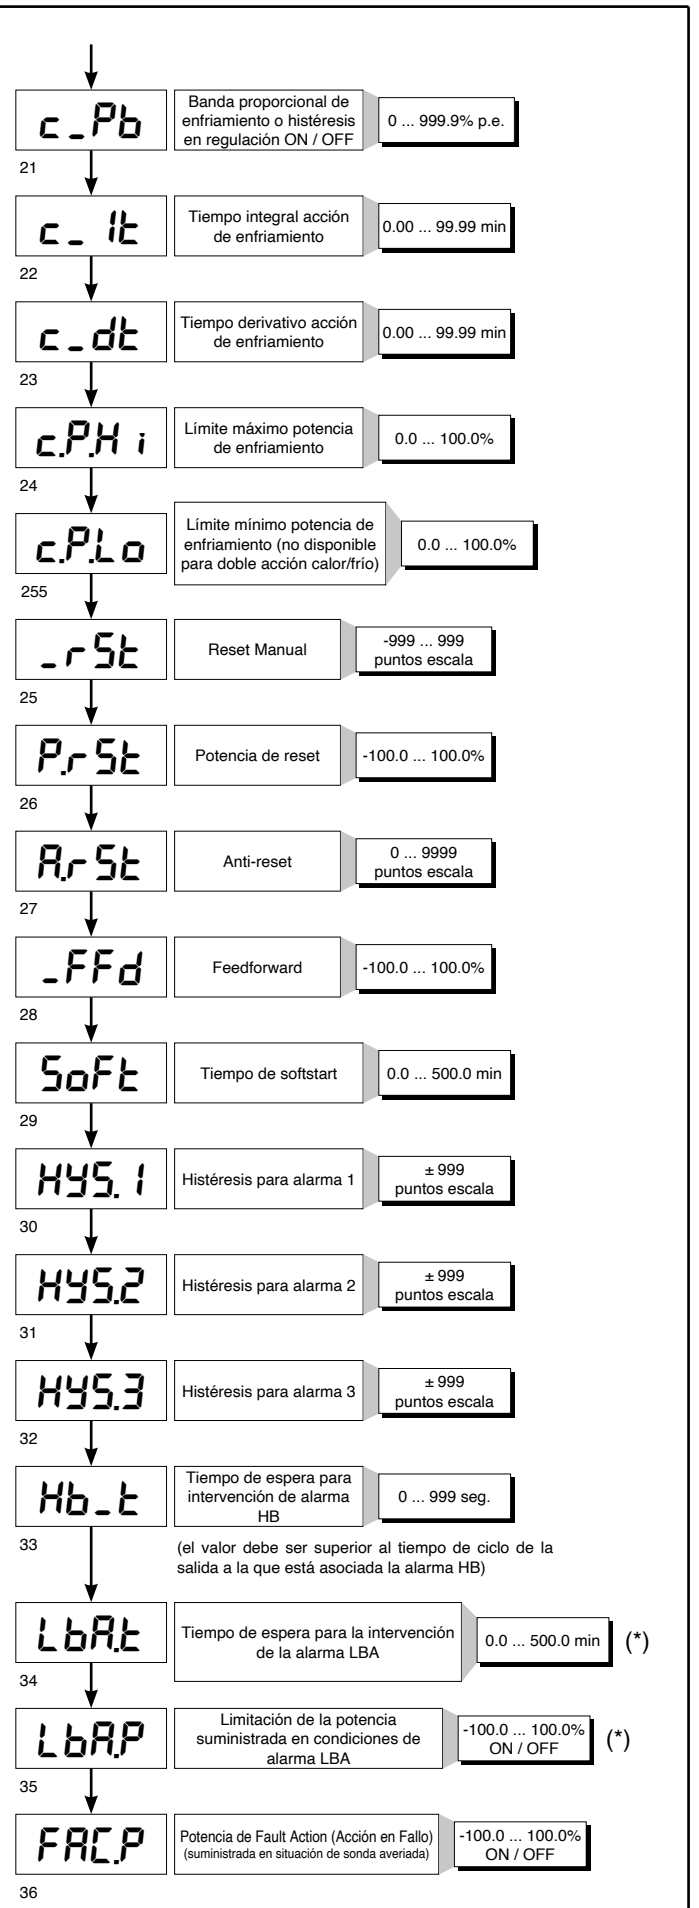 c_Pb
Banda proporcional de
enfriamiento o histéresis
en regulación ON / OFF
0 ... 999.9% p.e.
21
c_It
Tiempo integral acción
de enfriamiento
0.00 ... 99.99 min
22
c_dt
Tiempo derivativo acción
de enfriamiento
0.00 ... 99.99 min
23
c.P.Hi
Límite máximo potencia
de enfriamiento
0.0 ... 100.0%
24
c.P.Lo
Límite mínimo potencia de
enfriamiento (no disponible
para doble acción calor/frío)
0.0 ... 100.0%
255
_rSt
Reset Manual
-999 ... 999
puntos escala
25
P.rSt
Potencia de reset
-100.0 ... 100.0%
26
A.rSt
Anti-reset
0 ... 9999
puntos escala
27
_FFd
Feedforward
-100.0 ... 100.0%
28
SoFt
Tiempo de softstart
0.0 ... 500.0 min
29
HYS.1
Histéresis para alarma 1
± 999
puntos escala
30
HYS.2
Histéresis para alarma 2
± 999
puntos escala
31
HYS.3
Histéresis para alarma 3
± 999
puntos escala
32
Hb_t
Tiempo de espera para
intervención de alarma
HB
0 ... 999 seg.
33
(el valor debe ser superior al tiempo de ciclo de la
salida a la que está asociada la alarma HB)
LbA.t
Tiempo de espera para la intervención
de la alarma LBA
0.0 ... 500.0 min
(*)
34
LbA.P
Limitación de la potencia
suministrada en condiciones de
alarma LBA
-100.0 ... 100.0%
ON / OFF
(*)
35
FAC.P
Potencia de Fault Action (Acción en Fallo)
(suministrada en situación de sonda averiada)
-100.0 ... 100.0%
ON / OFF
36